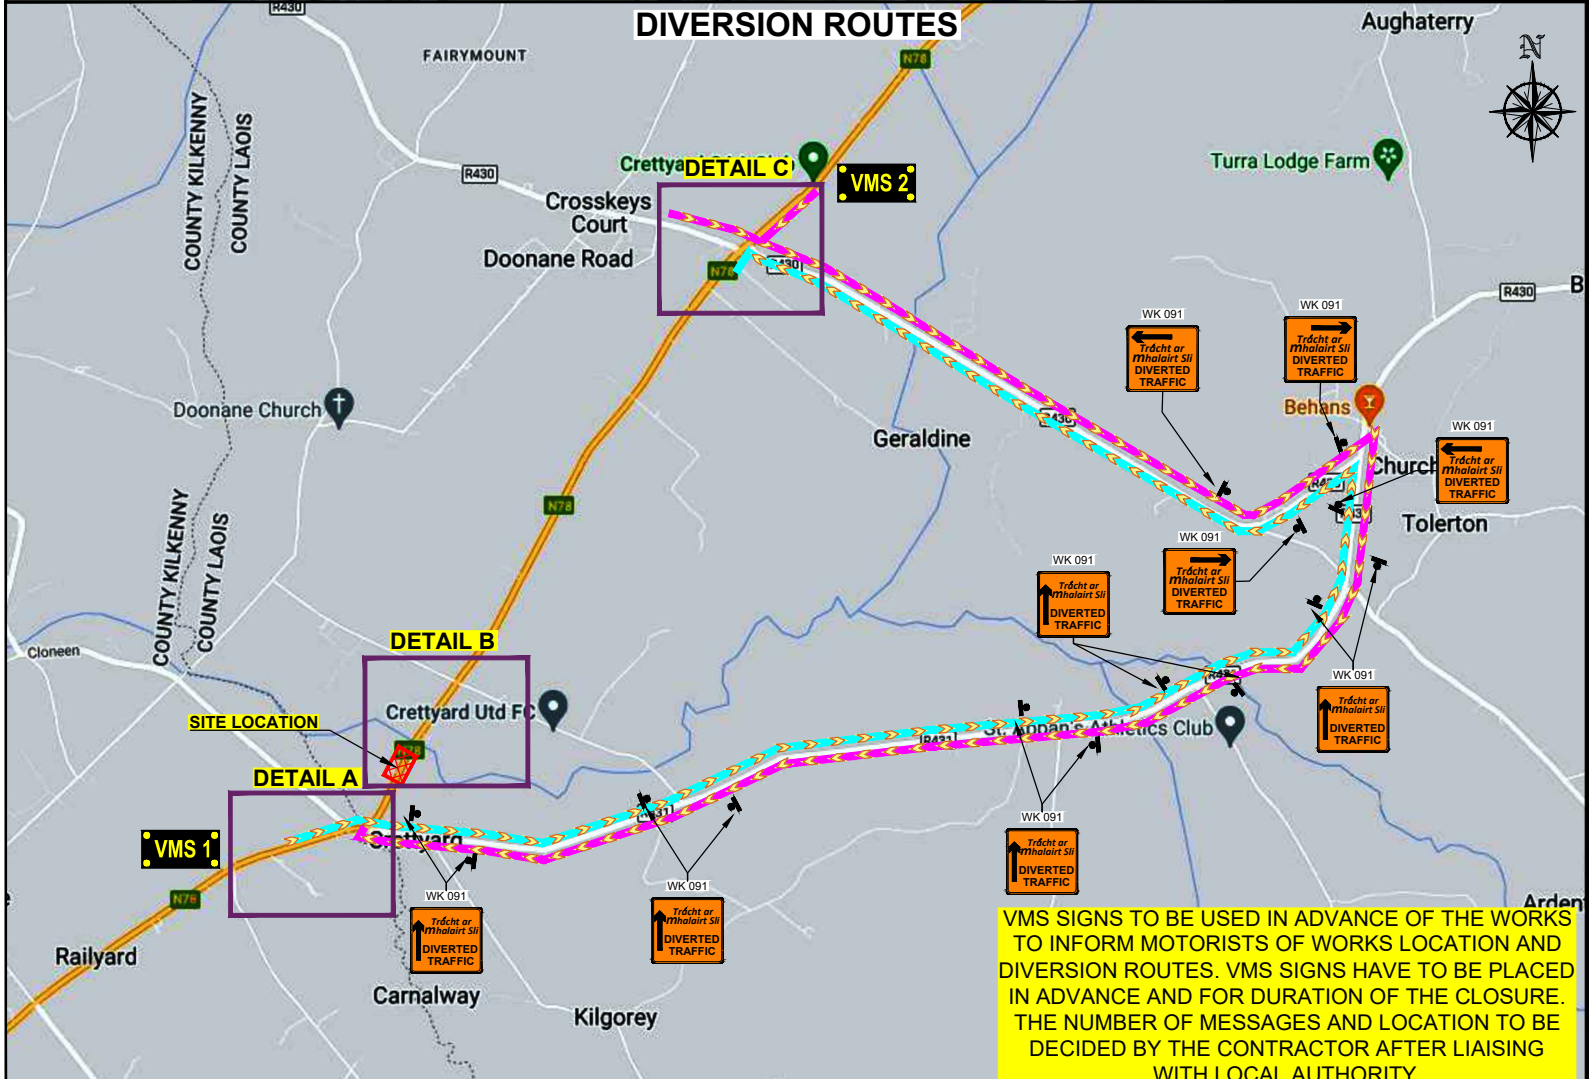 DIVERSION ROUTES
R430
Aughaterry
N
FAIRYMOUNT
N78
COUNTY KILKENNY
COUNTY LAOIS
Turra Lodge Farm
DETAIL C
VMS 2
R430
Crosskeys
Court
Doonane Road
N78
R430
R430
WK 091
Trácht ar
mhalairt Slí
DIVERTED
TRAFFIC
WK 091
Trácht ar
mhalairt Slí
DIVERTED
TRAFFIC
Behans
Doonane Church
R430
Geraldine
WK 091
Trácht ar
mhalairt Slí
DIVERTED
TRAFFIC
Church
Tolerton
N78
COUNTY KILKENNY
COUNTY LAOIS
WK 091
Trácht ar
mhalairt Slí
DIVERTED
TRAFFIC
WK 091
Trácht ar
mhalairt Slí
DIVERTED
TRAFFIC
Cloneen
DETAIL B
WK 091
Trácht ar
mhalairt Slí
DIVERTED
TRAFFIC
Crettyard Utd FC
SITE LOCATION
N78
St. Abban's Athletics Club
R431
DETAIL A
R431
VMS 1
Crettyard
WK 091
Trácht ar
mhalairt Slí
DIVERTED
TRAFFIC
WK 091
Trácht ar
mhalairt Slí
DIVERTED
TRAFFIC
WK 091
Trácht ar
mhalairt Slí
DIVERTED
TRAFFIC
N78
Railyard
Carnalway
Kilgorey
VMS SIGNS TO BE USED IN ADVANCE OF THE WORKS
TO INFORM MOTORISTS OF WORKS LOCATION AND
DIVERSION ROUTES. VMS SIGNS HAVE TO BE PLACED
IN ADVANCE AND FOR DURATION OF THE CLOSURE.
THE NUMBER OF MESSAGES AND LOCATION TO BE
DECIDED BY THE CONTRACTOR AFTER LIAISING
WITH LOCAL AUTHORITY